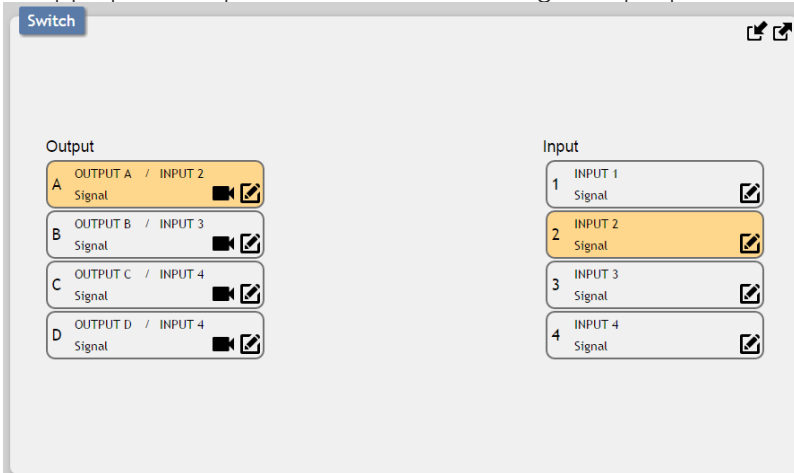 Switch
Output
A
OUTPUT A / INPUT 2
Signal
B
OUTPUT B / INPUT 3
Signal
C
OUTPUT C / INPUT 4
Signal
D
OUTPUT D / INPUT 4
Signal
Input
1
INPUT 1
Signal
2
INPUT 2
Signal
3
INPUT 3
Signal
4
INPUT 4
Signal